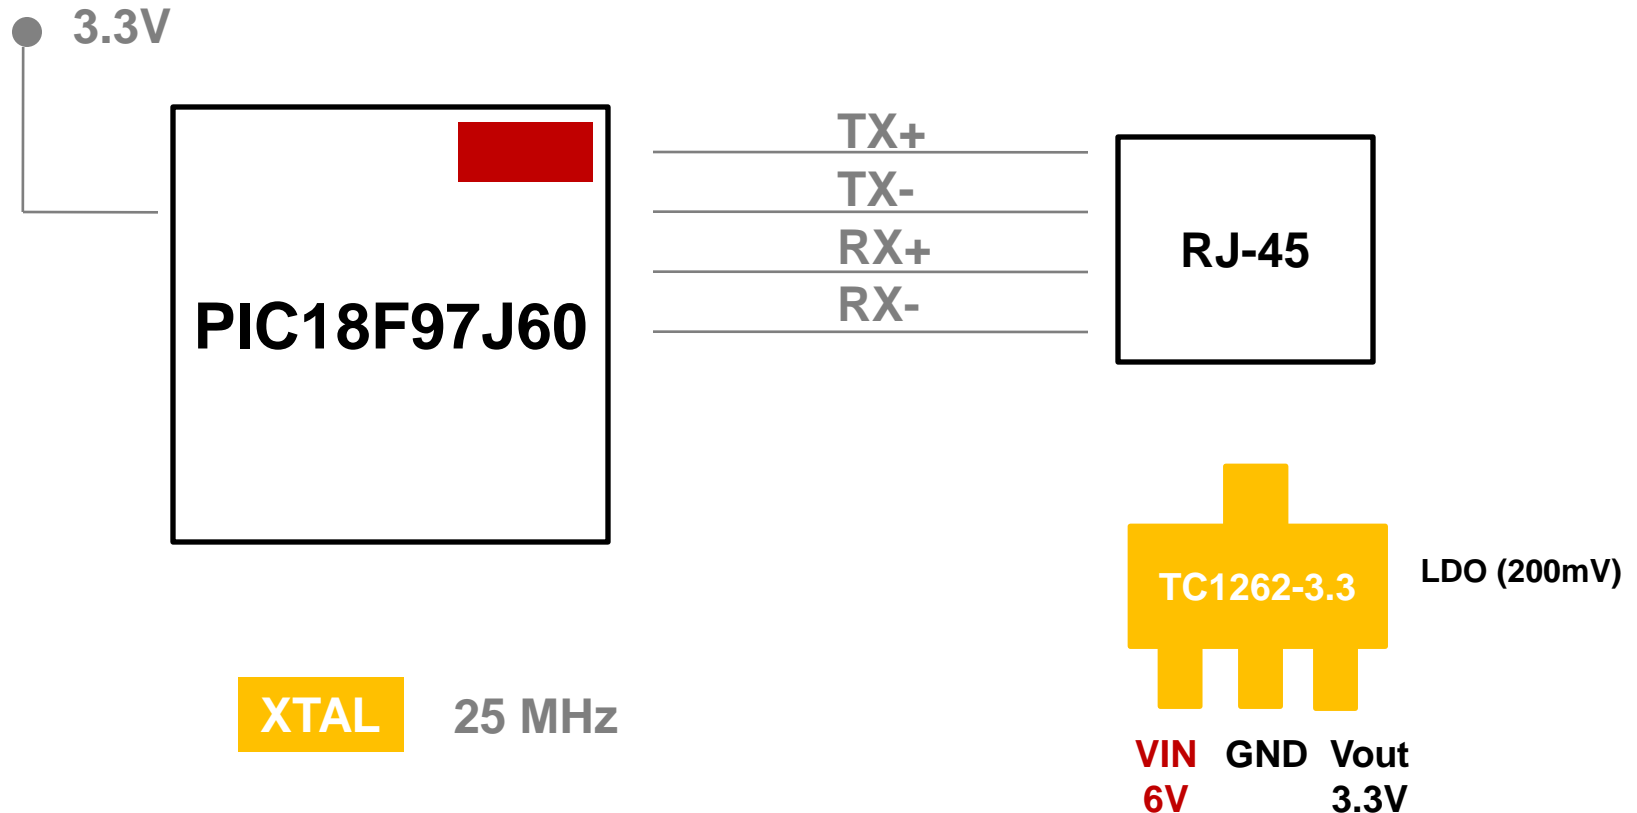 3.3V
TX+
TX-
RX+
RX-
RJ-45
PIC18F97J60
TC1262-3.3
LDO (200mV)
XTAL
25 MHz
VIN GND Vout
6V 3.3V